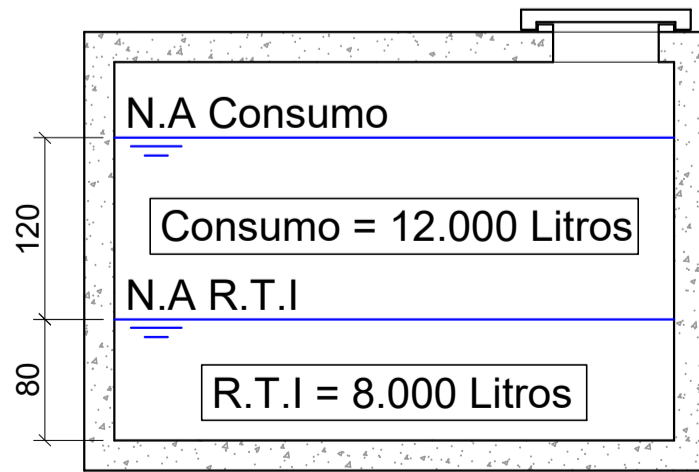 N.A Consumo
120
Consumo = 12.000 Litros
N.A R.T.I
80
R.T.I = 8.000 Litros